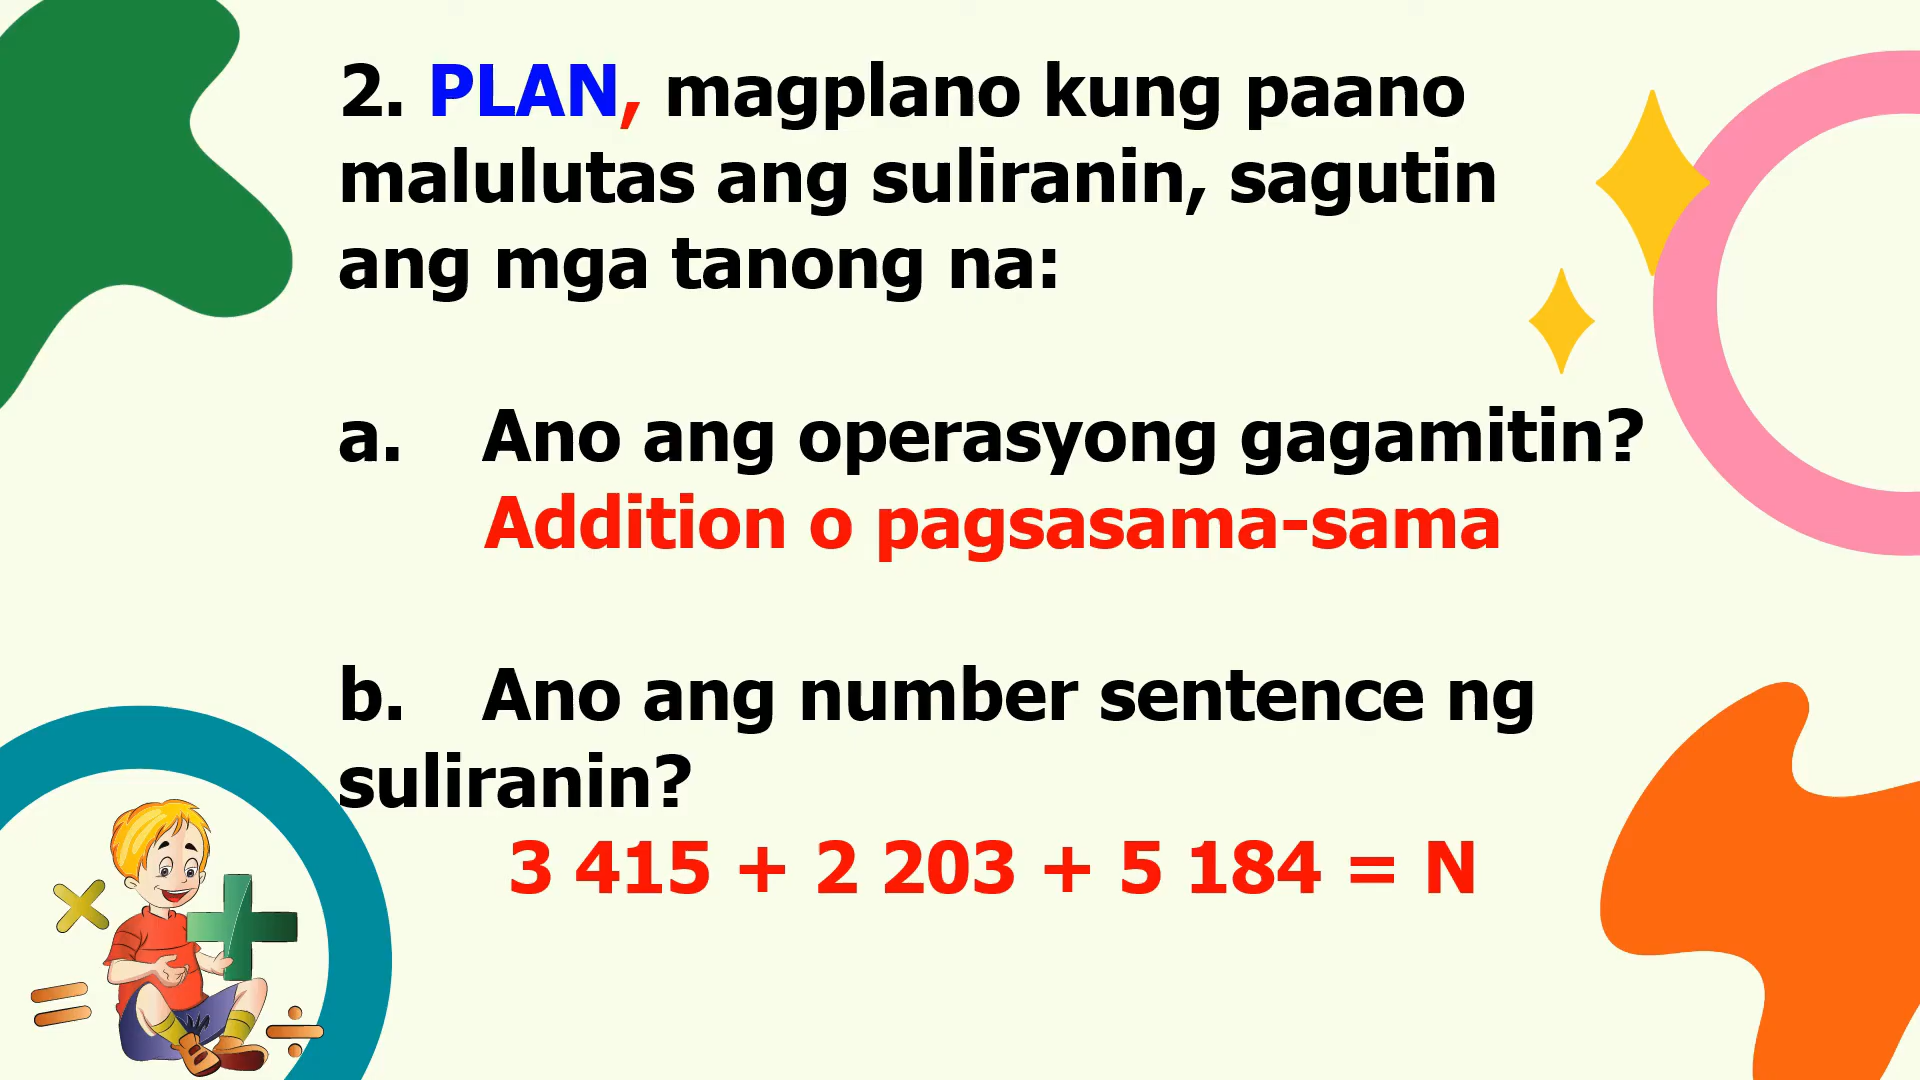 2. PLAN, magplano kung paano
malulutas ang suliranin, sagutin
ang mga tanong na:
a. Ano ang operasyong gagamitin?
Addition o pagsasama-sama
b. Ano ang number sentence ng
suliranin?
3 415 + 2 203 + 5 184 = N